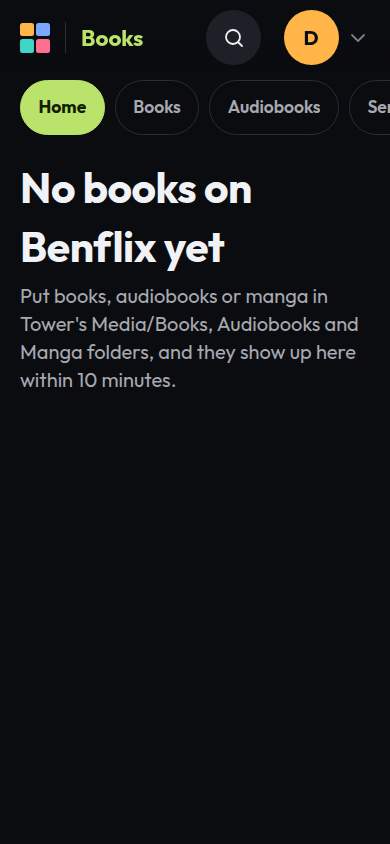 Books
D
Home
Books
Audiobooks
No books on
Benflix yet
Put books, audiobooks or manga in
Tower's Media/Books, Audiobooks and
Manga folders, and they show up here
within 10 minutes.